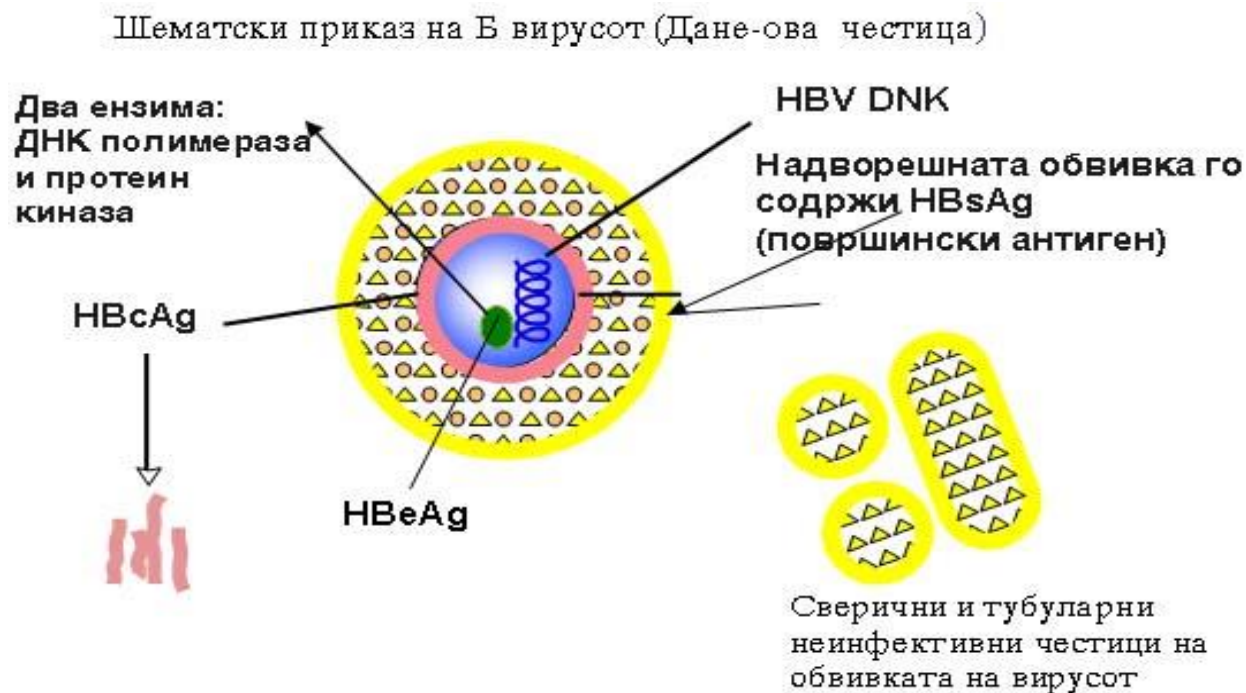 Шематски приказ на Б вирусот (Дане-ова честица)
Два ензима:
ДНК полимераза
и протеин
киназа
HBV DNK
Надворешната обвивка го
содржи HBsAg
(површински антиген)
HBcAg
HBeAg
Сверични и тубуларни
неинфективни честици на
обвивката на вирусот